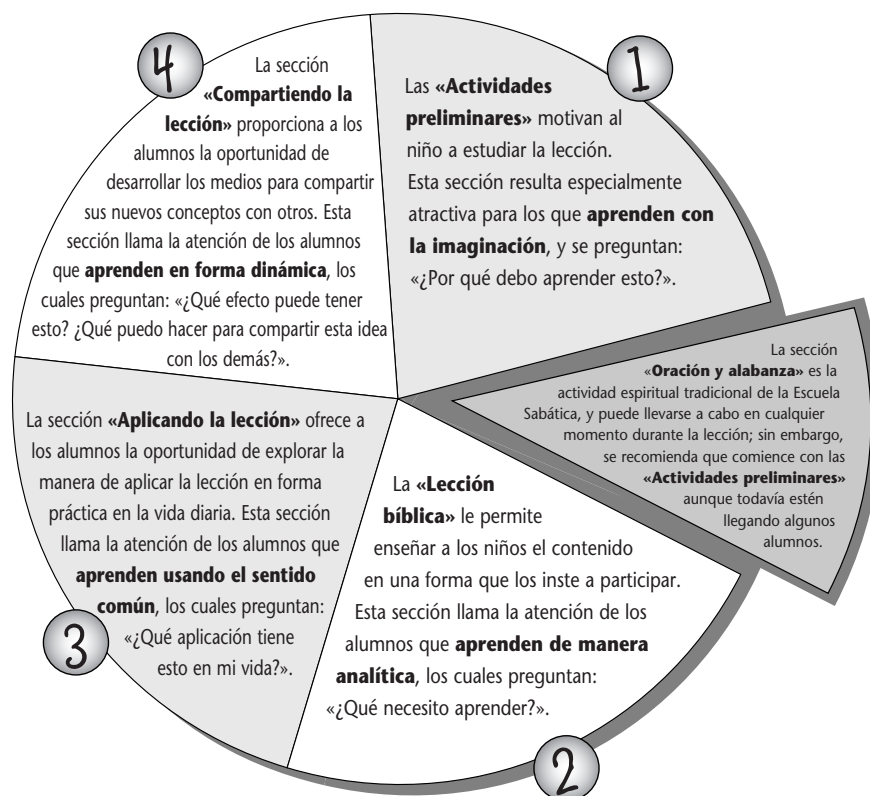 1
Las «Actividades
preliminares» motivan al
niño a estudiar la lección.
Esta sección resulta especialmente
atractiva para los que aprenden con
la imaginación, y se preguntan:
«¿Por qué debo aprender esto?».
La sección
«Oración y alabanza» es la
actividad espiritual tradicional de la Escuela
Sabática, y puede llevarse a cabo en cualquier
momento durante la lección; sin embargo,
se recomienda que comience con las
«Actividades preliminares»
aunque todavía estén
llegando algunos
alumnos.
2
La «Lección
bíblica» le permite
enseñar a los niños el contenido
en una forma que los inste a participar.
Esta sección llama la atención de los
alumnos que aprenden de manera
analítica, los cuales preguntan:
«¿Qué necesito aprender?».
3
La sección «Aplicando la lección» ofrece a
los alumnos la oportunidad de explorar la
manera de aplicar la lección en forma
práctica en la vida diaria. Esta sección
llama la atención de los alumnos que
aprenden usando el sentido
común, los cuales preguntan:
«¿Qué aplicación tiene
esto en mi vida?».
4
La sección
«Compartiendo la
lección» proporciona a los
alumnos la oportunidad de
desarrollar los medios para compartir
sus nuevos conceptos con otros. Esta
sección llama la atención de los alumnos
que aprenden en forma dinámica, los
cuales preguntan: «¿Qué efecto puede tener
esto? ¿Qué puedo hacer para compartir esta idea
con los demás?».